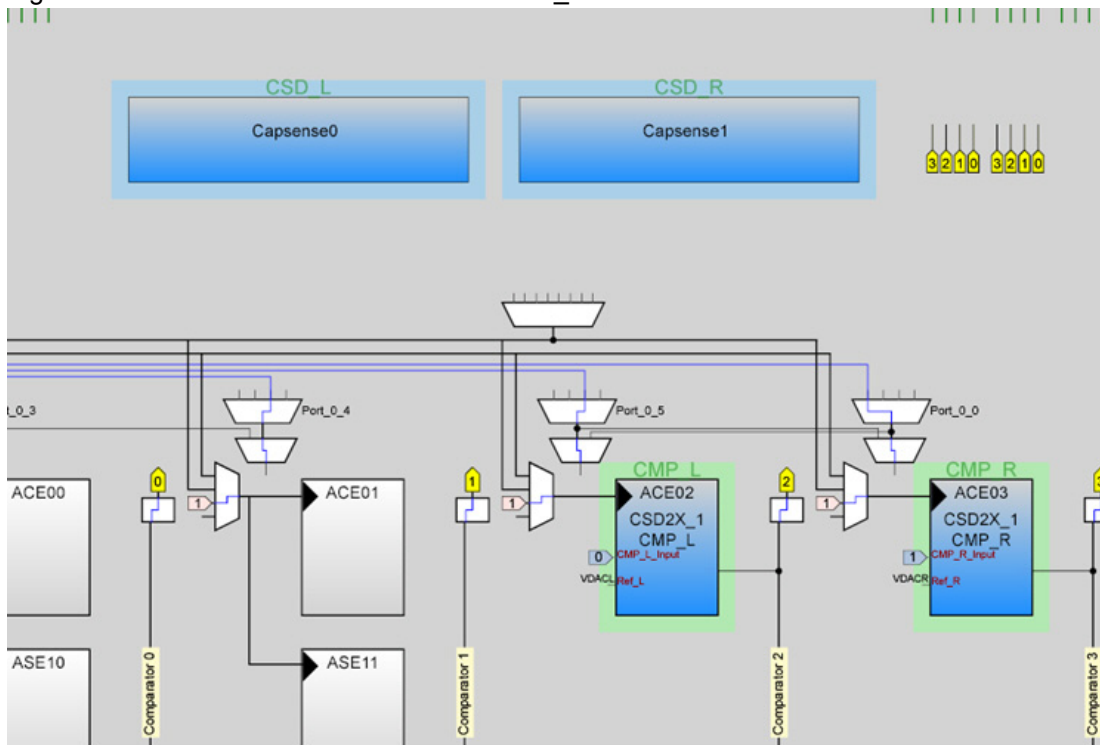 _
CSD_L
CSD_R
Capsense0
Capsense1
3 2 1 0 3 2 1 0
t_0_3
Port_0_4
Port_0_5
Port_0_0
CMP_L
CMP_R
ACE00
0
1
ACE01
1
1
ACE02
2
1
ACE03
CSD2X_1
CMP_L
CSD2X_1
CMP_R
0
CMP_L_Input
1
CMP_R_Input
VDACL
Ref_L
VDACR
Ref_R
ASE10
Comparator 0
ASE11
Comparator 1
Comparator 2
Comparator 3